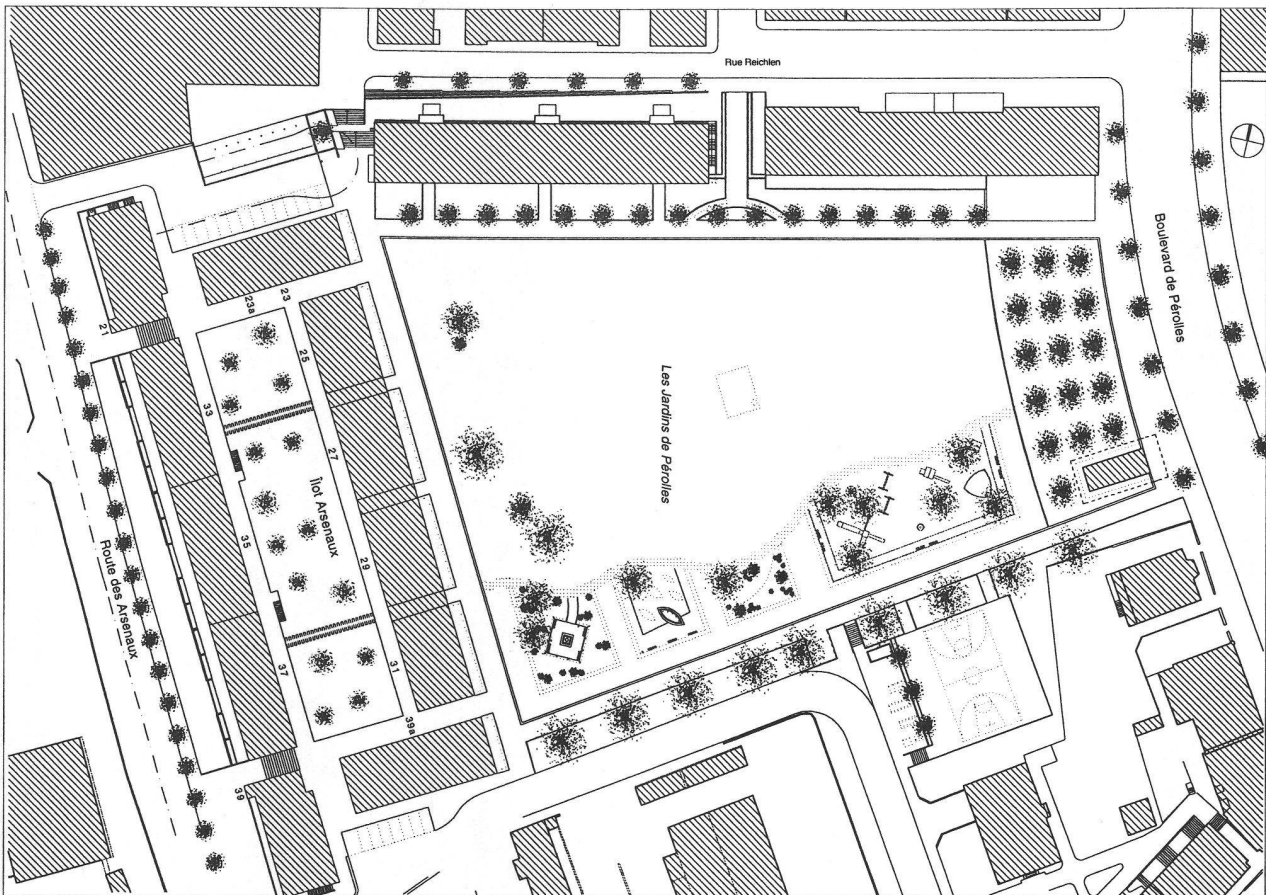 Rue Reichlen
Boulevard de Pérolles
Les Jardins de Pérolles
Îlot Arsenaux
Route des Arsenaux
21
23a
23
25
27
29
31
33
35
37
39
39a